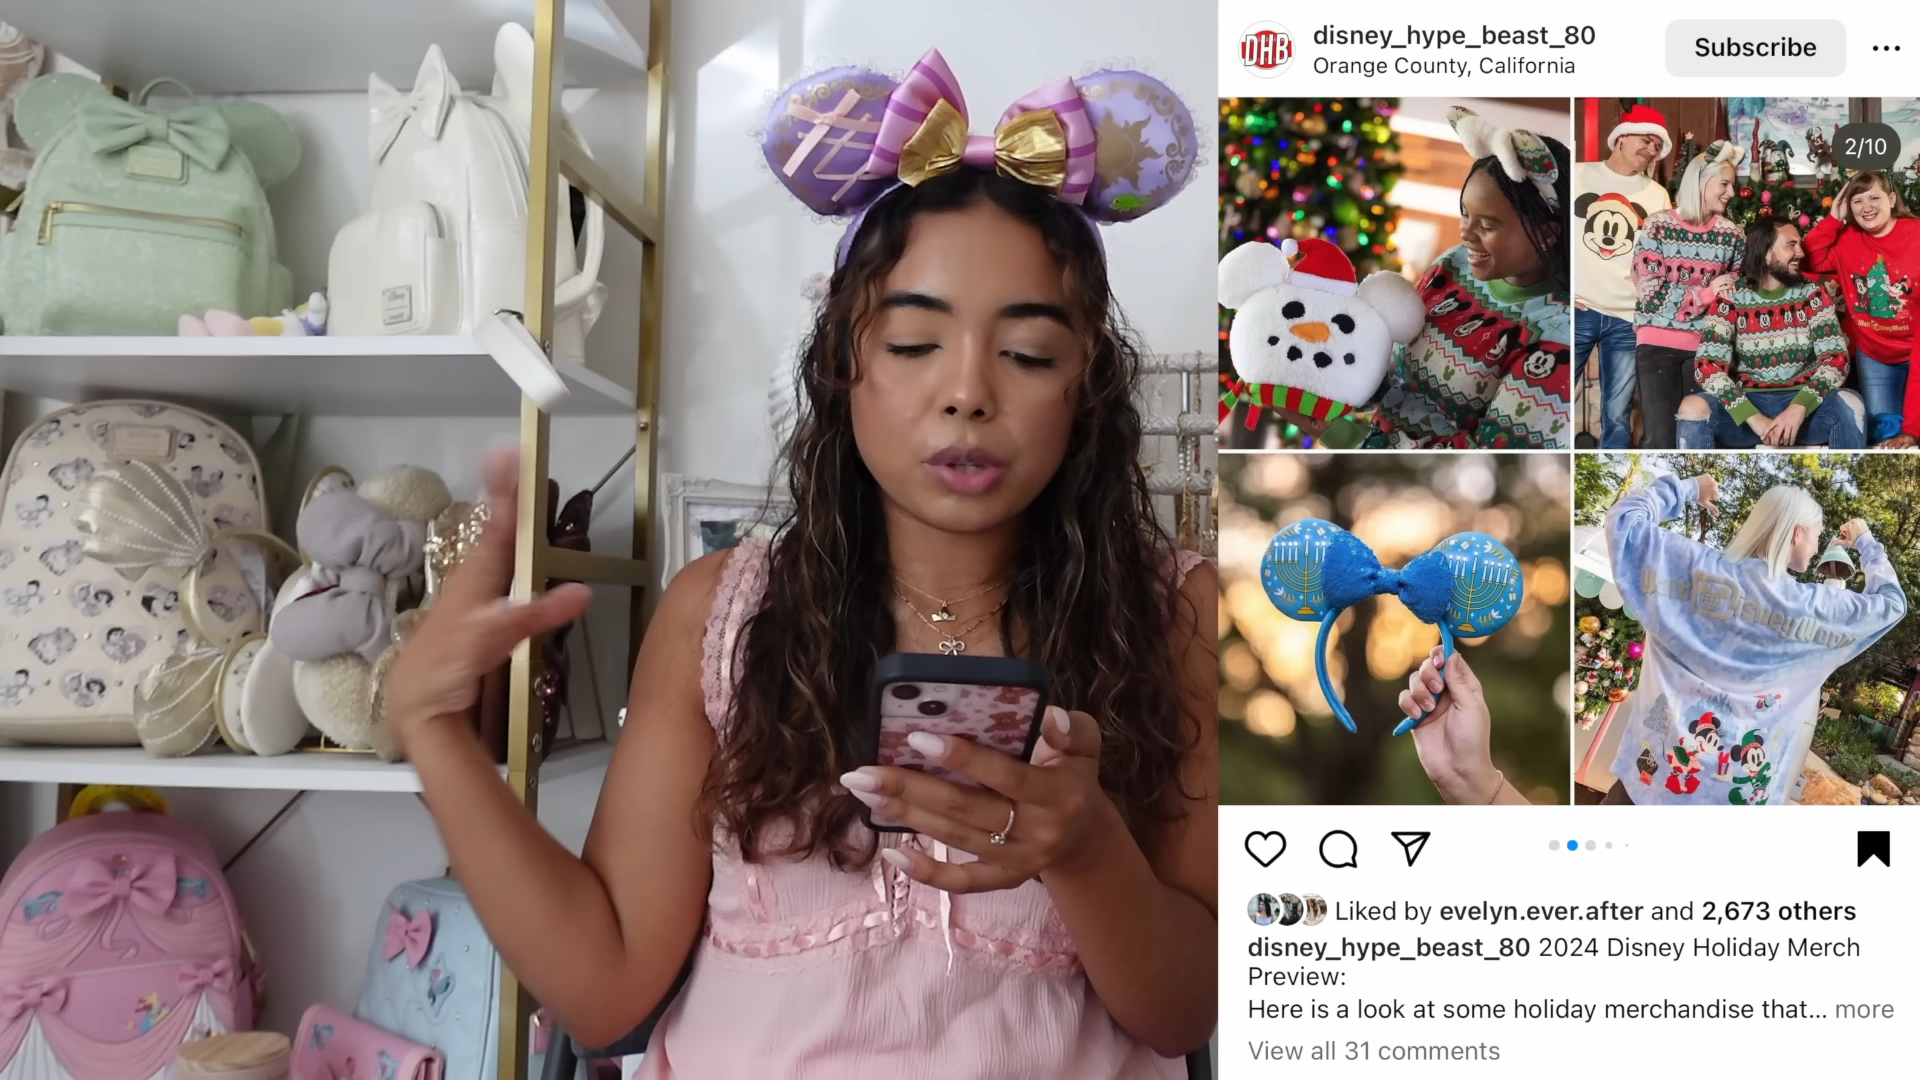 DHB
disney_hype_beast_80
Orange County, California
Subscribe
2/10
Liked by evelyn.ever.after and 2,673 others
disney_hype_beast_80 2024 Disney Holiday Merch
Preview:
Here is a look at some holiday merchandise that... more
View all 31 comments